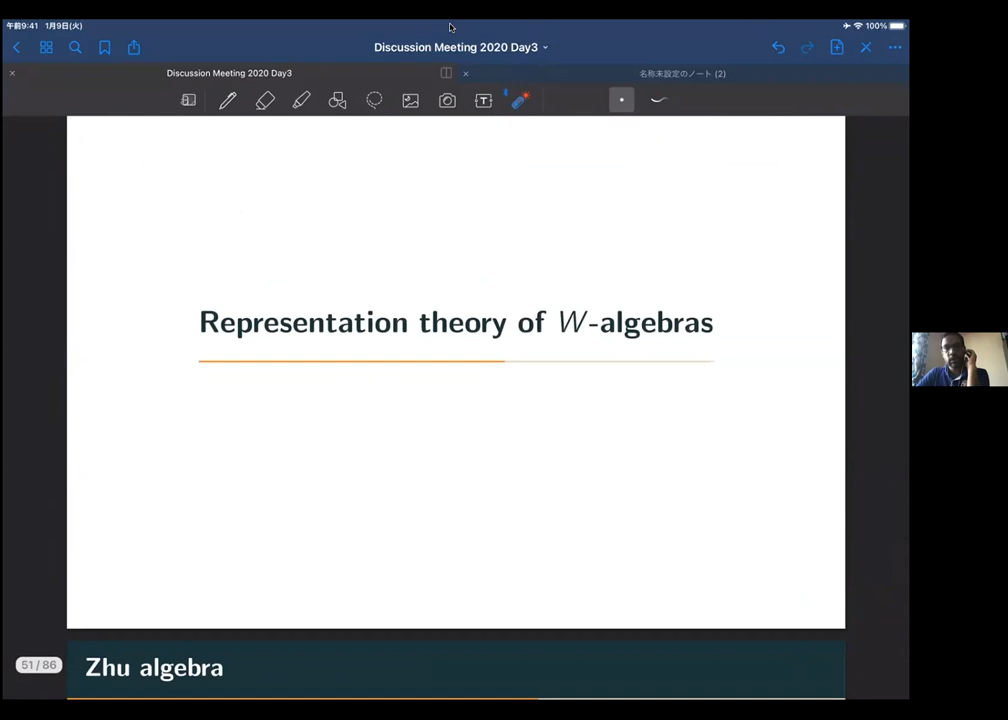 午前9:41 1月9日(火)
100%
Discussion Meeting 2020 Day3
Discussion Meeting 2020 Day3
名称未設定のノート (2)
T
Representation theory of W-algebras
51 / 86
Zhu algebra